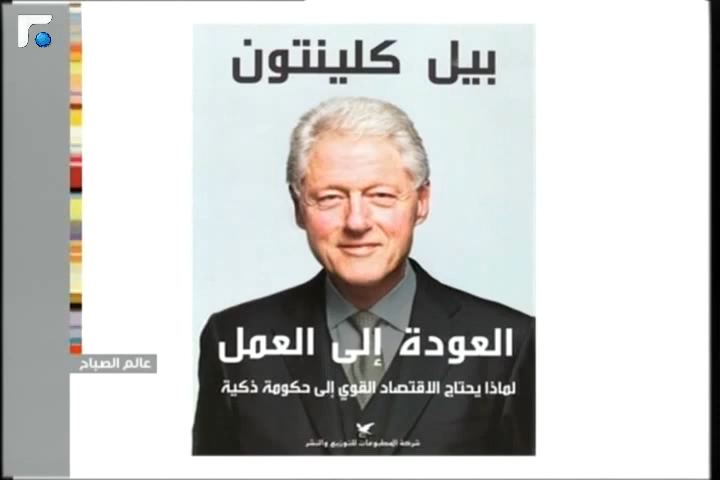 بيل كلينتون
العودة إلى العمل
لماذا يحتاج الاقتصاد القوي إلى حكومة ذكية
شركة المطبوعات للتوزيع والنشر
عالم الصباح